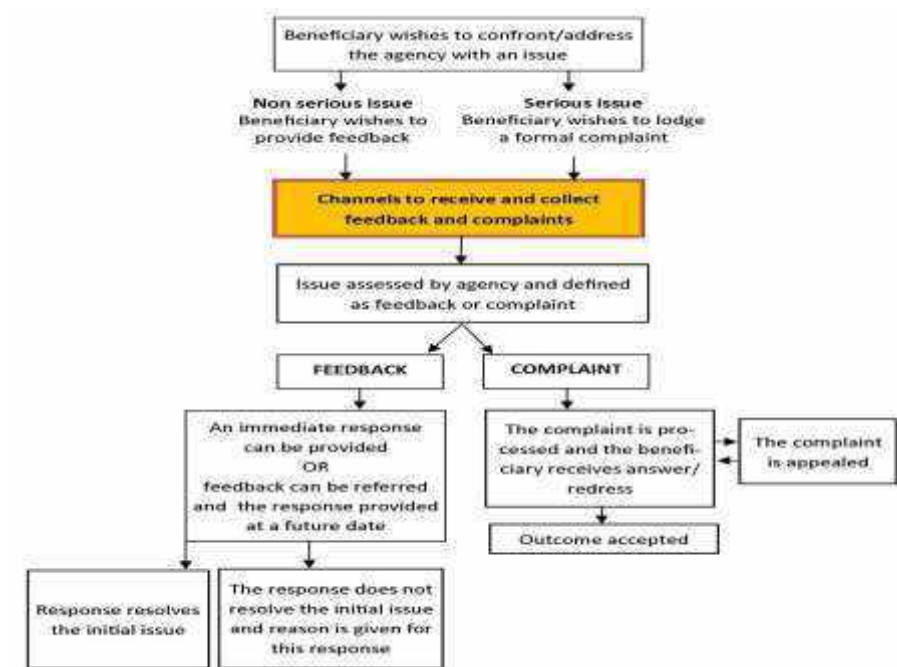 Beneficiary wishes to confront/address
the agency with an issue
Non serious issue
Beneficiary wishes to
provide feedback
Serious issue
Beneficiary wishes to lodge
a formal complaint
Channels to receive and collect
feedback and complaints
Issue assessed by agency and defined
as feedback or complaint
FEEDBACK
COMPLAINT
An immediate response
can be provided
OR
feedback can be referred
and the response provided
at a future date
The complaint is pro-
cessed and the benefi-
ciary receives answer/
redress
The complaint
is appealed
Outcome accepted
Response resolves
the initial issue
The response does not
resolve the initial issue
and reason is given for
this response